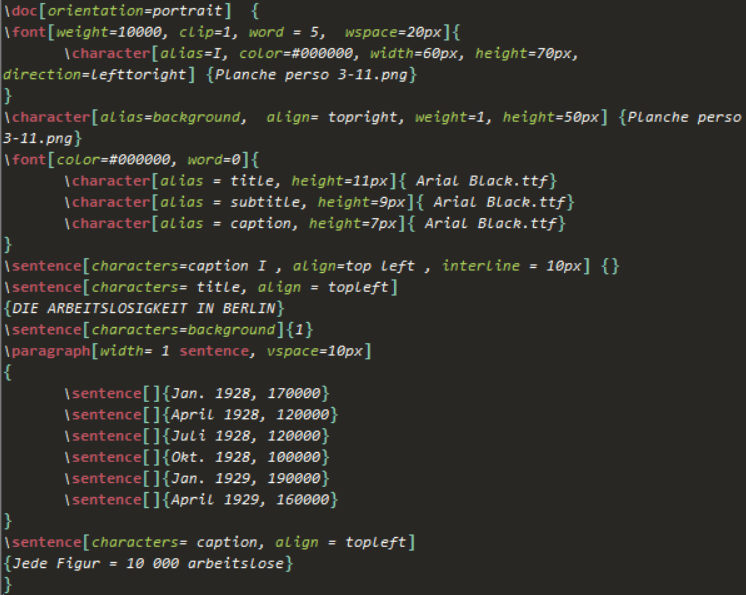 \doc[orientation=portrait]  {
\font[weight=10000, clip=1, word = 5,  wspace=20px]{
\character[alias=I, color=#000000, width=60px, height=70px,
direction=lefttoright] {Planche perso 3-11.png}
}
\character[alias=background,  align= topright, weight=1, height=50px] {Planche perso
3-11.png}
\font[color=#000000, word=0]{
\character[alias = title, height=11px]{ Arial Black.ttf}
\character[alias = subtitle, height=9px]{ Arial Black.ttf}
\character[alias = caption, height=7px]{ Arial Black.ttf}
}
\sentence[characters=caption I , align=top left , interline = 10px] {}
\sentence[characters= title, align = topleft]
{DIE ARBEITSLOSIGKEIT IN BERLIN}
\sentence[characters=background]{1}
\paragraph[width= 1 sentence, vspace=10px]
{
\sentence[]{Jan. 1928, 170000}
\sentence[]{April 1928, 120000}
\sentence[]{Juli 1928, 120000}
\sentence[]{Okt. 1928, 100000}
\sentence[]{Jan. 1929, 190000}
\sentence[]{April 1929, 160000}
}
\sentence[characters= caption, align = topleft]
{Jede Figur = 10 000 arbeitslose}
}